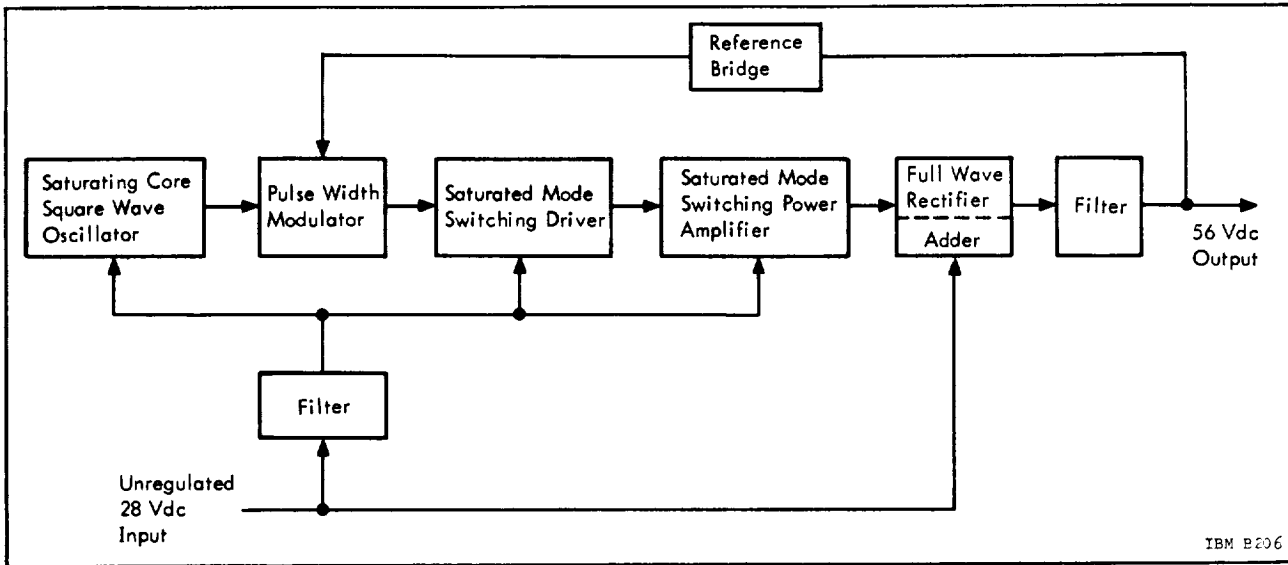 Reference
Bridge
Saturating Core
Square Wave
Oscillator
Pulse Width
Modulator
Saturated Mode
Switching Driver
Saturated Mode
Switching Power
Amplifier
Full Wave
Rectifier
Adder
Filter
56 Vdc
Output
Filter
Unregulated
28 Vdc
Input
IBM B206